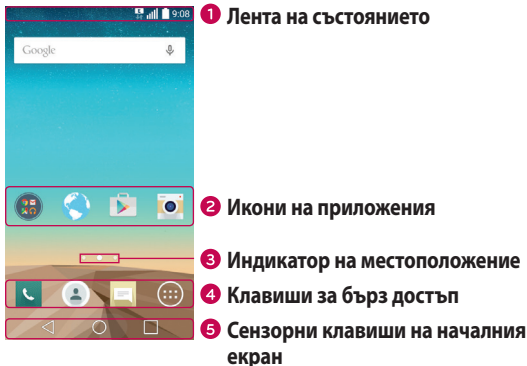 9:08
1 Лента на състоянието
Google
2 Икони на приложения
3 Индикатор на местоположение
4 Клавиши за бърз достъп
5 Сензорни клавиши на началния
екран